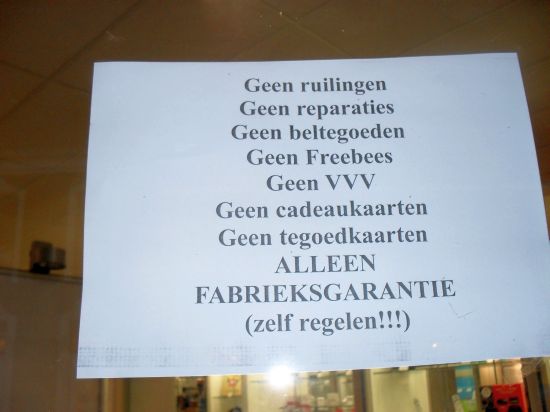 Geen ruilingen
Geen reparaties
Geen beltegoeden
Geen Freebees
Geen VVV
Geen cadeaukaarten
Geen tegoedkaarten
ALLEEN
FABRIEKSGARANTIE
(zelf regelen!!!)